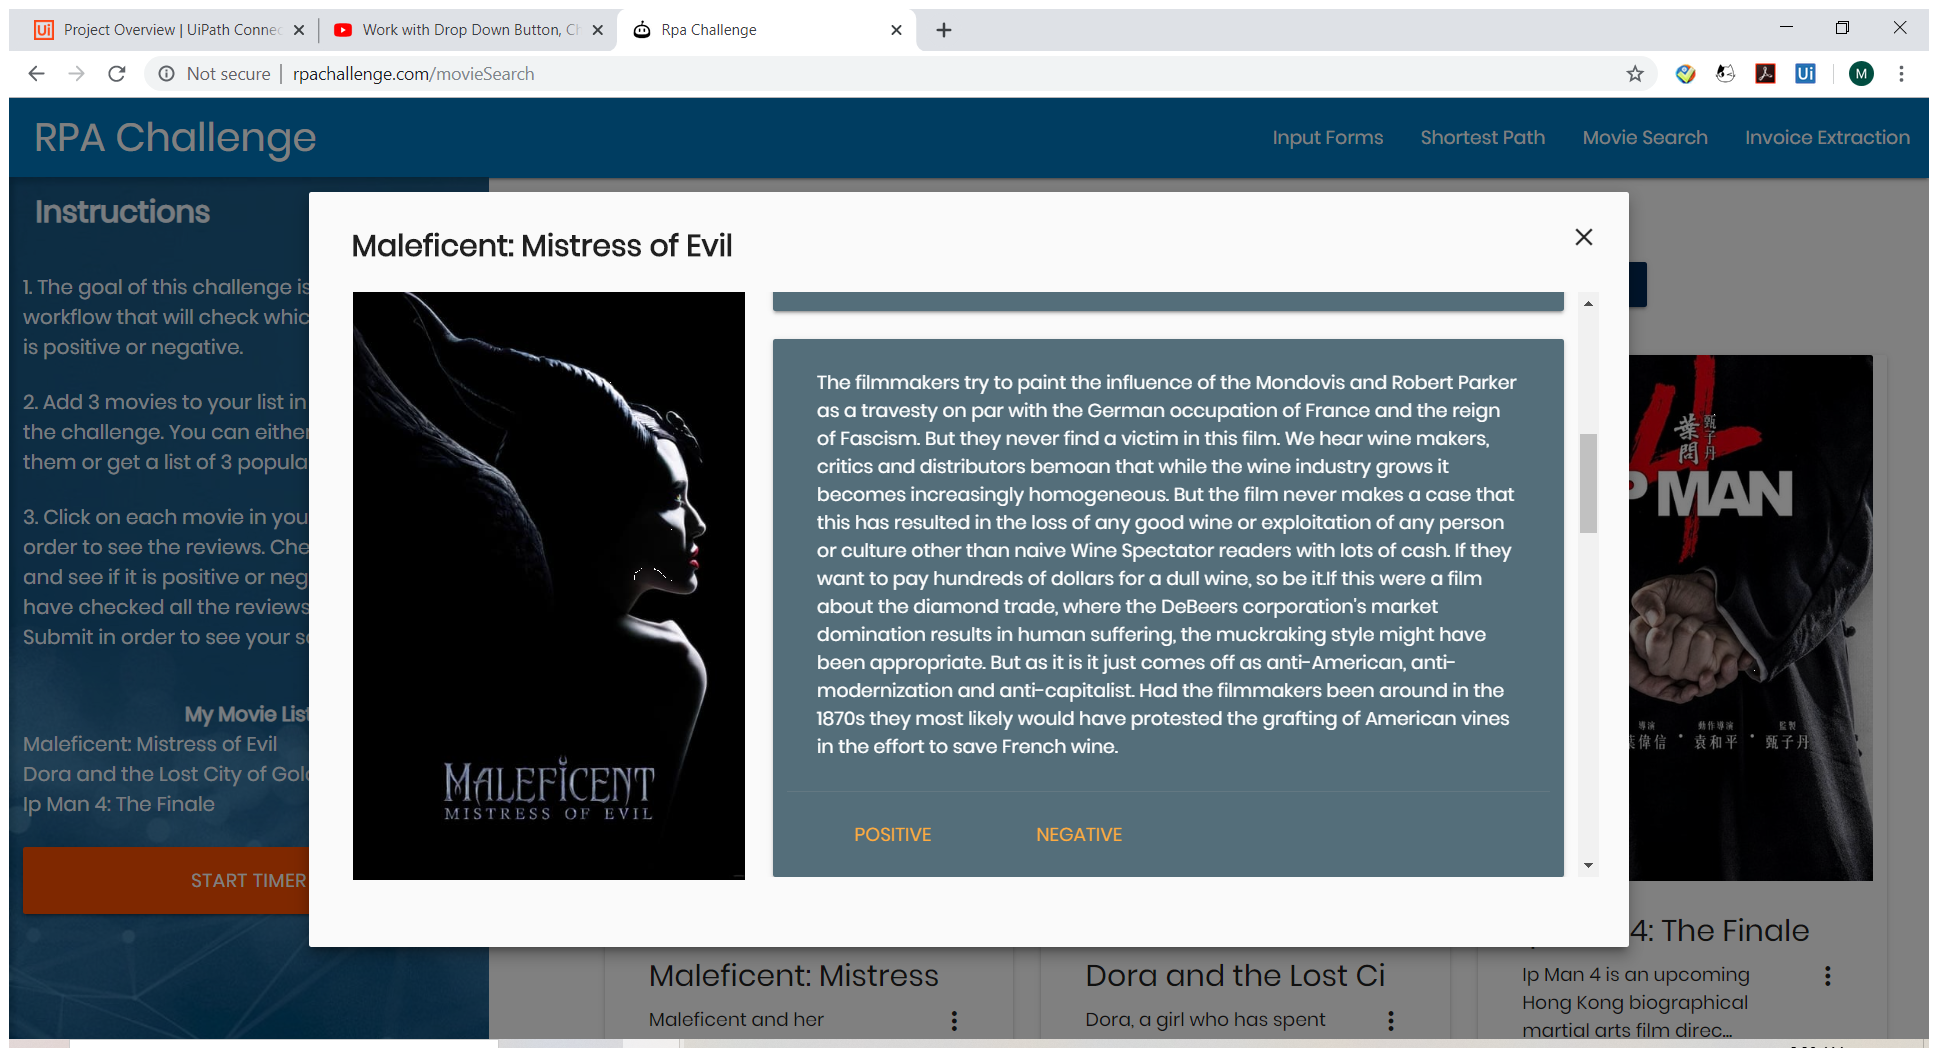 Project Overview | UiPath Connec
Work with Drop Down Button, Ch
Rpa Challenge
Not secure | rpachallenge.com/movieSearch
M
RPA Challenge
Input Forms
Shortest Path
Movie Search
Invoice Extraction
Instructions
1. The goal of this challenge is
workflow that will check whic
is positive or negative.
2. Add 3 movies to your list in
the challenge. You can either
them or get a list of 3 popula
3. Click on each movie in you
order to see the reviews. Che
and see if it is positive or neg
have checked all the reviews
Submit in order to see your s
My Movie List
Maleficent: Mistress of Evil
Dora and the Lost City of Gol
Ip Man 4: The Finale
START TIMER
Maleficent: Mistress of Evil
MALEFICENT
MISTRESS OF EVIL
The filmmakers try to paint the influence of the Mondovis and Robert Parker
as a travesty on par with the German occupation of France and the reign
of Fascism. But they never find a victim in this film. We hear wine makers,
critics and distributors bemoan that while the wine industry grows it
becomes increasingly homogeneous. But the film never makes a case that
this has resulted in the loss of any good wine or exploitation of any person
or culture other than naive Wine Spectator readers with lots of cash. If they
want to pay hundreds of dollars for a dull wine, so be it.If this were a film
about the diamond trade, where the DeBeers corporation's market
domination results in human suffering, the muckraking style might have
been appropriate. But as it is it just comes off as anti-American, anti-
modernization and anti-capitalist. Had the filmmakers been around in the
1870s they most likely would have protested the grafting of American vines
in the effort to save French wine.
POSITIVE
NEGATIVE
4
葉問
甄子丹
P MAN
導演 動作導演 監製
葉偉信 · 袁和平 · 甄子丹
Maleficent: Mistress
Maleficent and her
Dora and the Lost Ci
Dora, a girl who has spent
4: The Finale
Ip Man 4 is an upcoming
Hong Kong biographical
martial arts film direc...